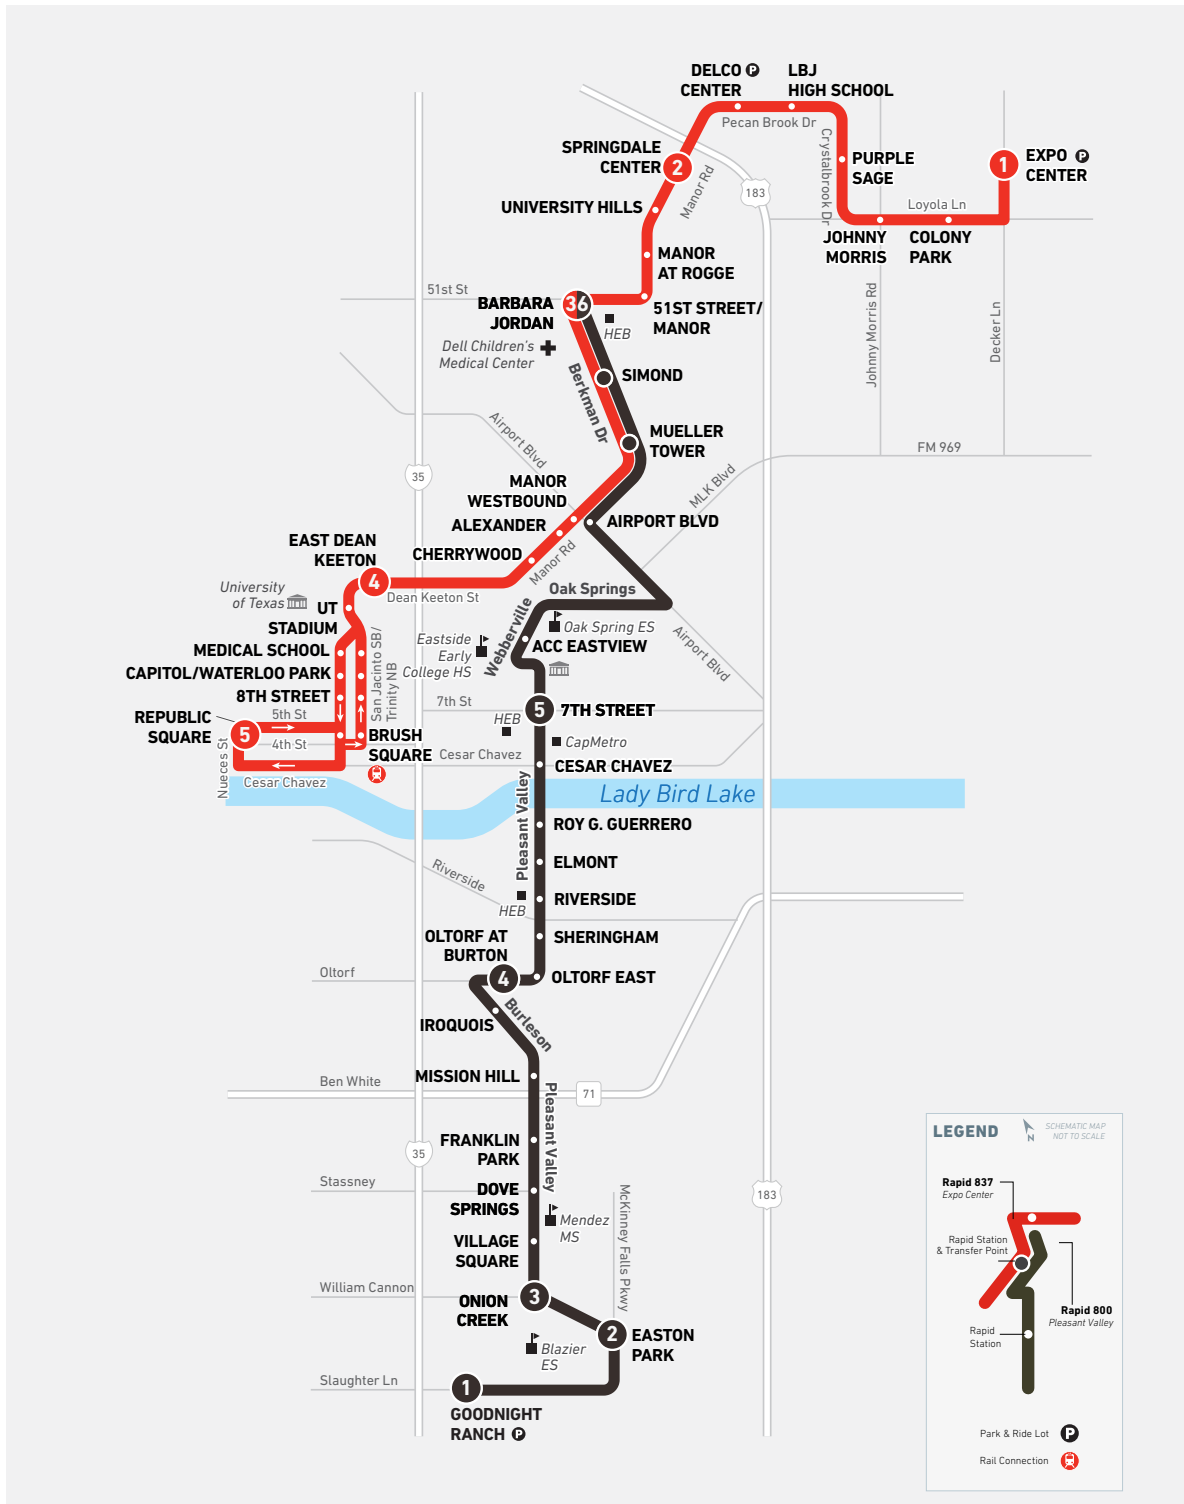 DELCO P
CENTER
LBJ
HIGH SCHOOL
Pecan Brook Dr
SPRINGDALE
CENTER
2
Manor Rd
183
Crystalbrook Dr
PURPLE
SAGE
1
EXPO P
CENTER
UNIVERSITY HILLS
Loyola Ln
JOHNNY
MORRIS
COLONY
PARK
MANOR
AT ROGGE
Johnny Morris Rd
Decker Ln
51st St
BARBARA
JORDAN
36
51ST STREET/
MANOR
HEB
Dell Children's
Medical Center
Berkman Dr
SIMOND
Airport Blvd
MUELLER
TOWER
FM 969
35
MLK Blvd
MANOR
WESTBOUND
ALEXANDER
AIRPORT BLVD
EAST DEAN
KEETON
CHERRYWOOD
Manor Rd
4
Dean Keeton St
University
of Texas
UT
STADIUM
Oak Springs
Webberville
Oak Spring ES
Airport Blvd
Eastside
Early
College HS
ACC EASTVIEW
MEDICAL SCHOOL
CAPITOL/WATERLOO PARK
8TH STREET
San Jacinto SB/
Trinity NB
7th St
5
7TH STREET
HEB
REPUBLIC
SQUARE
5
5th St
4th St
BRUSH
SQUARE
Nueces St
Cesar Chavez
Cesar Chavez
CapMetro
CESAR CHAVEZ
Lady Bird Lake
Pleasant Valley
ROY G. GUERRERO
ELMONT
Riverside
HEB
RIVERSIDE
OLTORF AT
BURTON
SHERINGHAM
Oltorf
4
OLTORF EAST
Burleson
IROQUOIS
MISSION HILL
Ben White
71
Pleasant Valley
FRANKLIN
PARK
35
Stassney
DOVE
SPRINGS
Mendez
MS
McKinney Falls Pkwy
183
VILLAGE
SQUARE
William Cannon
3
ONION
CREEK
2
EASTON
PARK
Blazier
ES
Slaughter Ln
1
GOODNIGHT
RANCH P
LEGEND
N
SCHEMATIC MAP
NOT TO SCALE
Rapid 837
Expo Center
Rapid Station
& Transfer Point
Rapid 800
Pleasant Valley
Rapid
Station
Park & Ride Lot P
Rail Connection